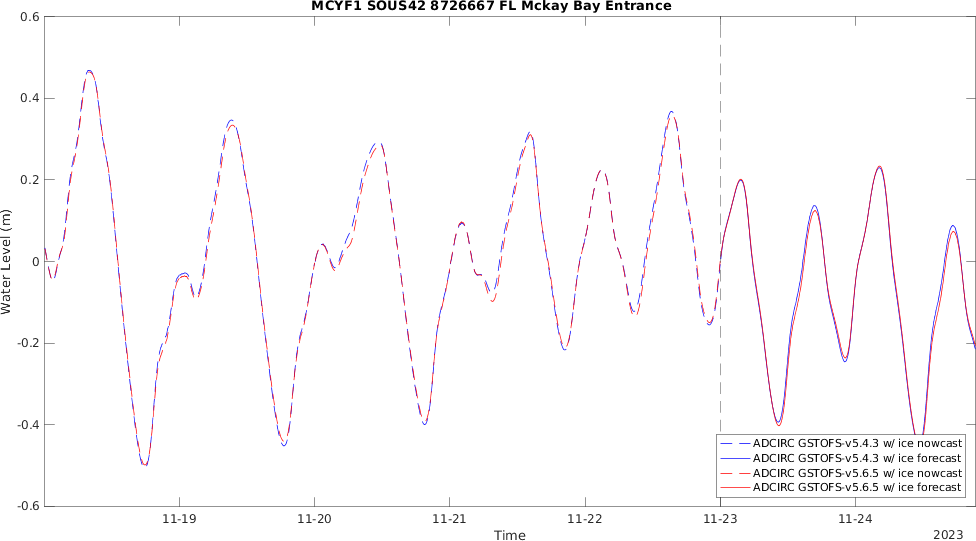 MCYF1 SOUS42 8726667 FL Mckay Bay Entrance
0.6
0.4
0.2
0
-0.2
-0.4
-0.6
Water Level (m)
ADCIRC GSTOFS-v5.4.3 w/ ice nowcast
ADCIRC GSTOFS-v5.4.3 w/ ice forecast
ADCIRC GSTOFS-v5.6.5 w/ ice nowcast
ADCIRC GSTOFS-v5.6.5 w/ ice forecast
11-19
11-20
11-21
11-22
11-23
11-24
Time
2023